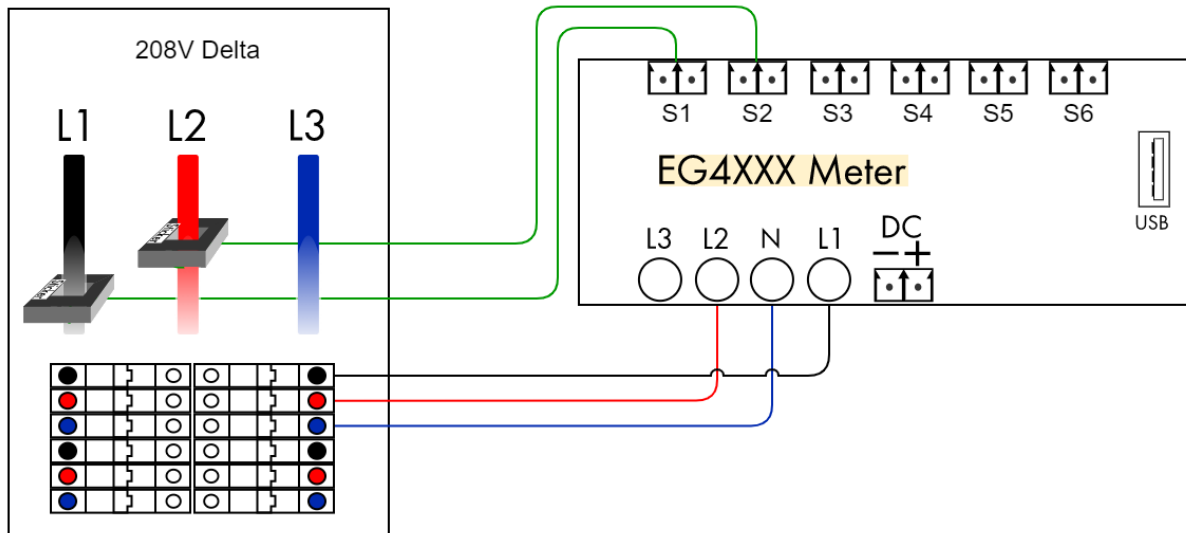 208V Delta
L1 L2 L3
S1 S2 S3 S4 S5 S6
EG4XXX Meter
USB
L3 L2 N L1 DC
− +